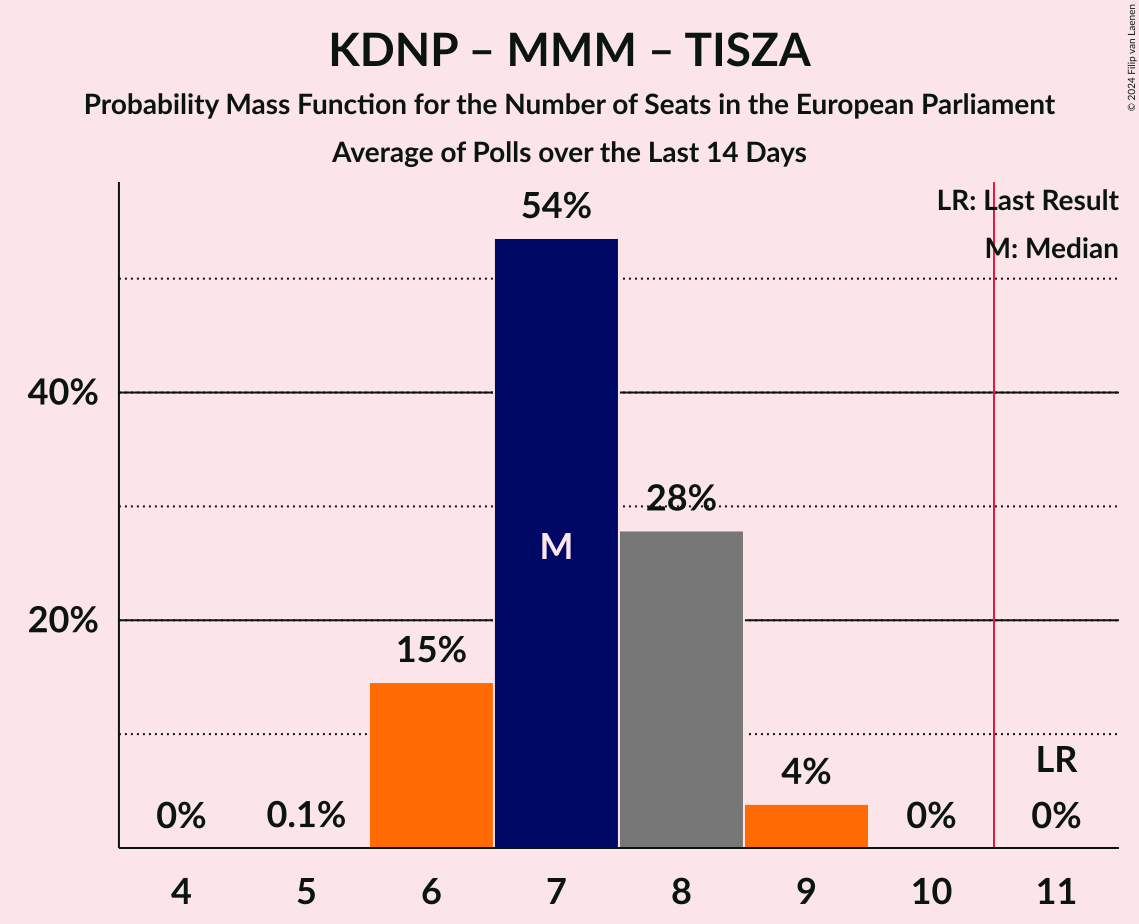 KDNP – MMM – TISZA
Probability Mass Function for the Number of Seats in the European Parliament
Average of Polls over the Last 14 Days
© 2024 Filip van Laenen
LR: Last Result
M: Median
54%
40%
28%
M
20%
15%
LR
4%
0%
0.1%
0%
0%
4
5
6
7
8
9
10
11